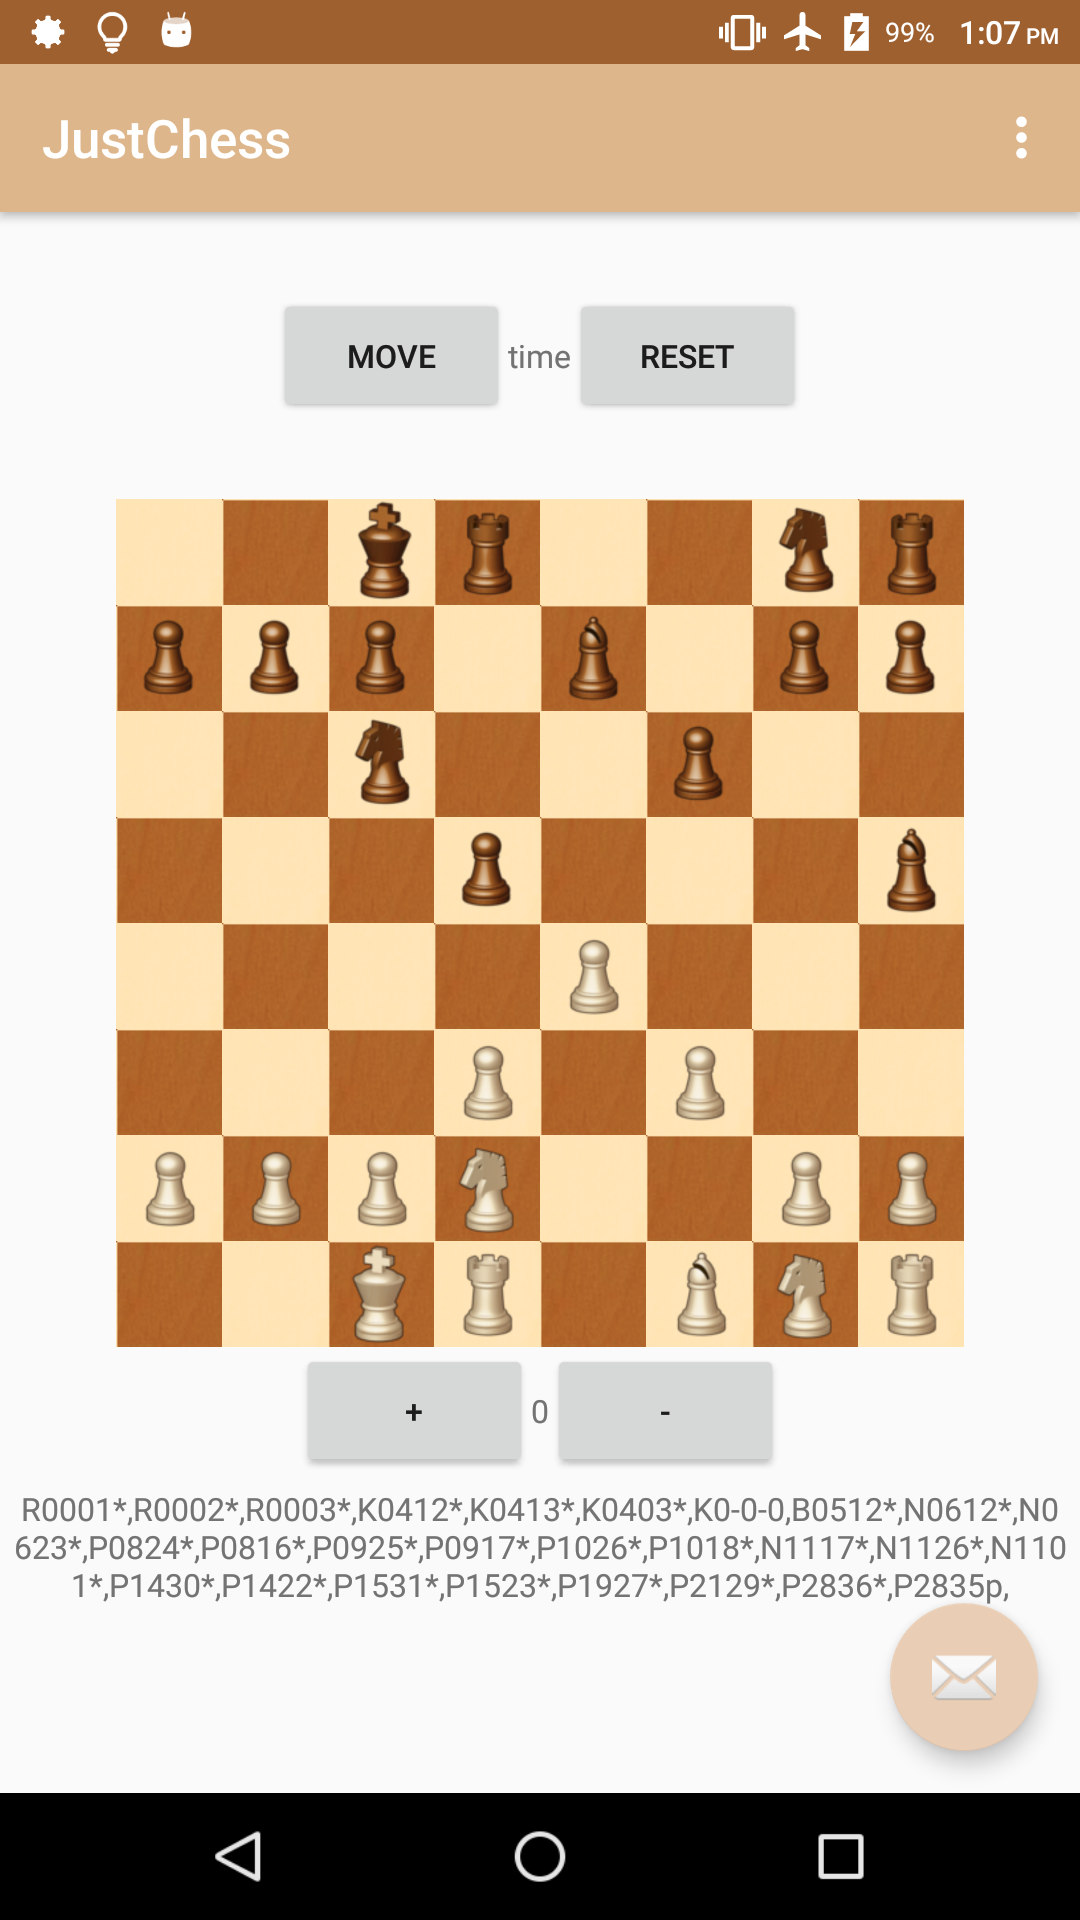 99% 1:07 PM
JustChess
MOVE time RESET
+ 0 -
R0001*,R0002*,R0003*,K0412*,K0413*,K0403*,K0-0-0,B0512*,N0612*,N0
623*,P0824*,P0816*,P0925*,P0917*,P1026*,P1018*,N1117*,N1126*,N110
1*,P1430*,P1422*,P1531*,P1523*,P1927*,P2129*,P2836*,P2835p,